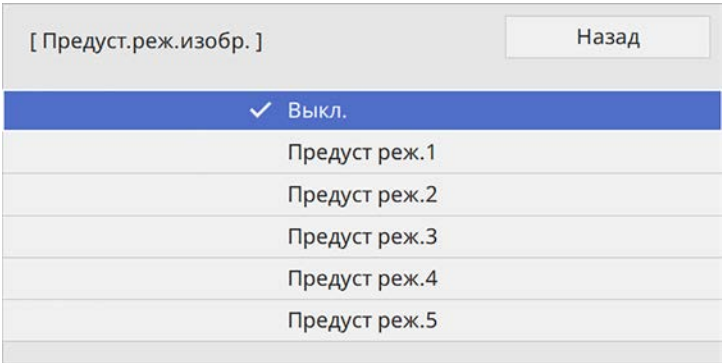 [ Предуст.реж.изобр. ]
Назад
Выкл.
Предуст реж.1
Предуст реж.2
Предуст реж.3
Предуст реж.4
Предуст реж.5